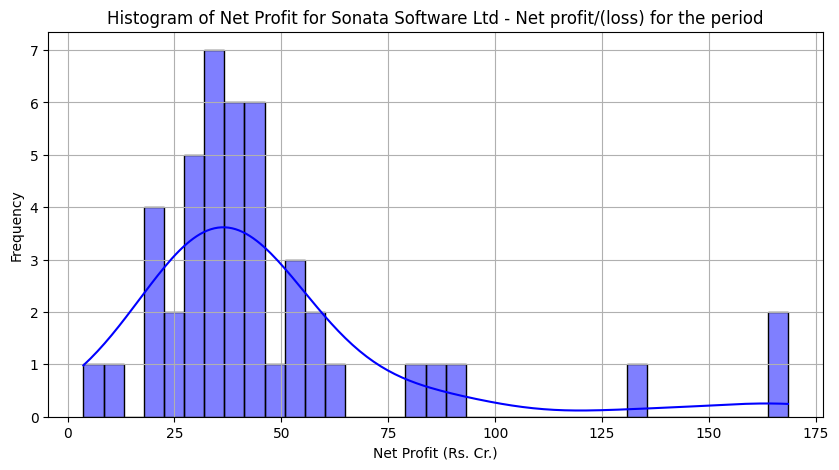 Histogram of Net Profit for Sonata Software Ltd - Net profit/(loss) for the period
7
6
5
4
3
2
1
0
Frequency
0 25 50 75 100 125 150 175
Net Profit (Rs. Cr.)